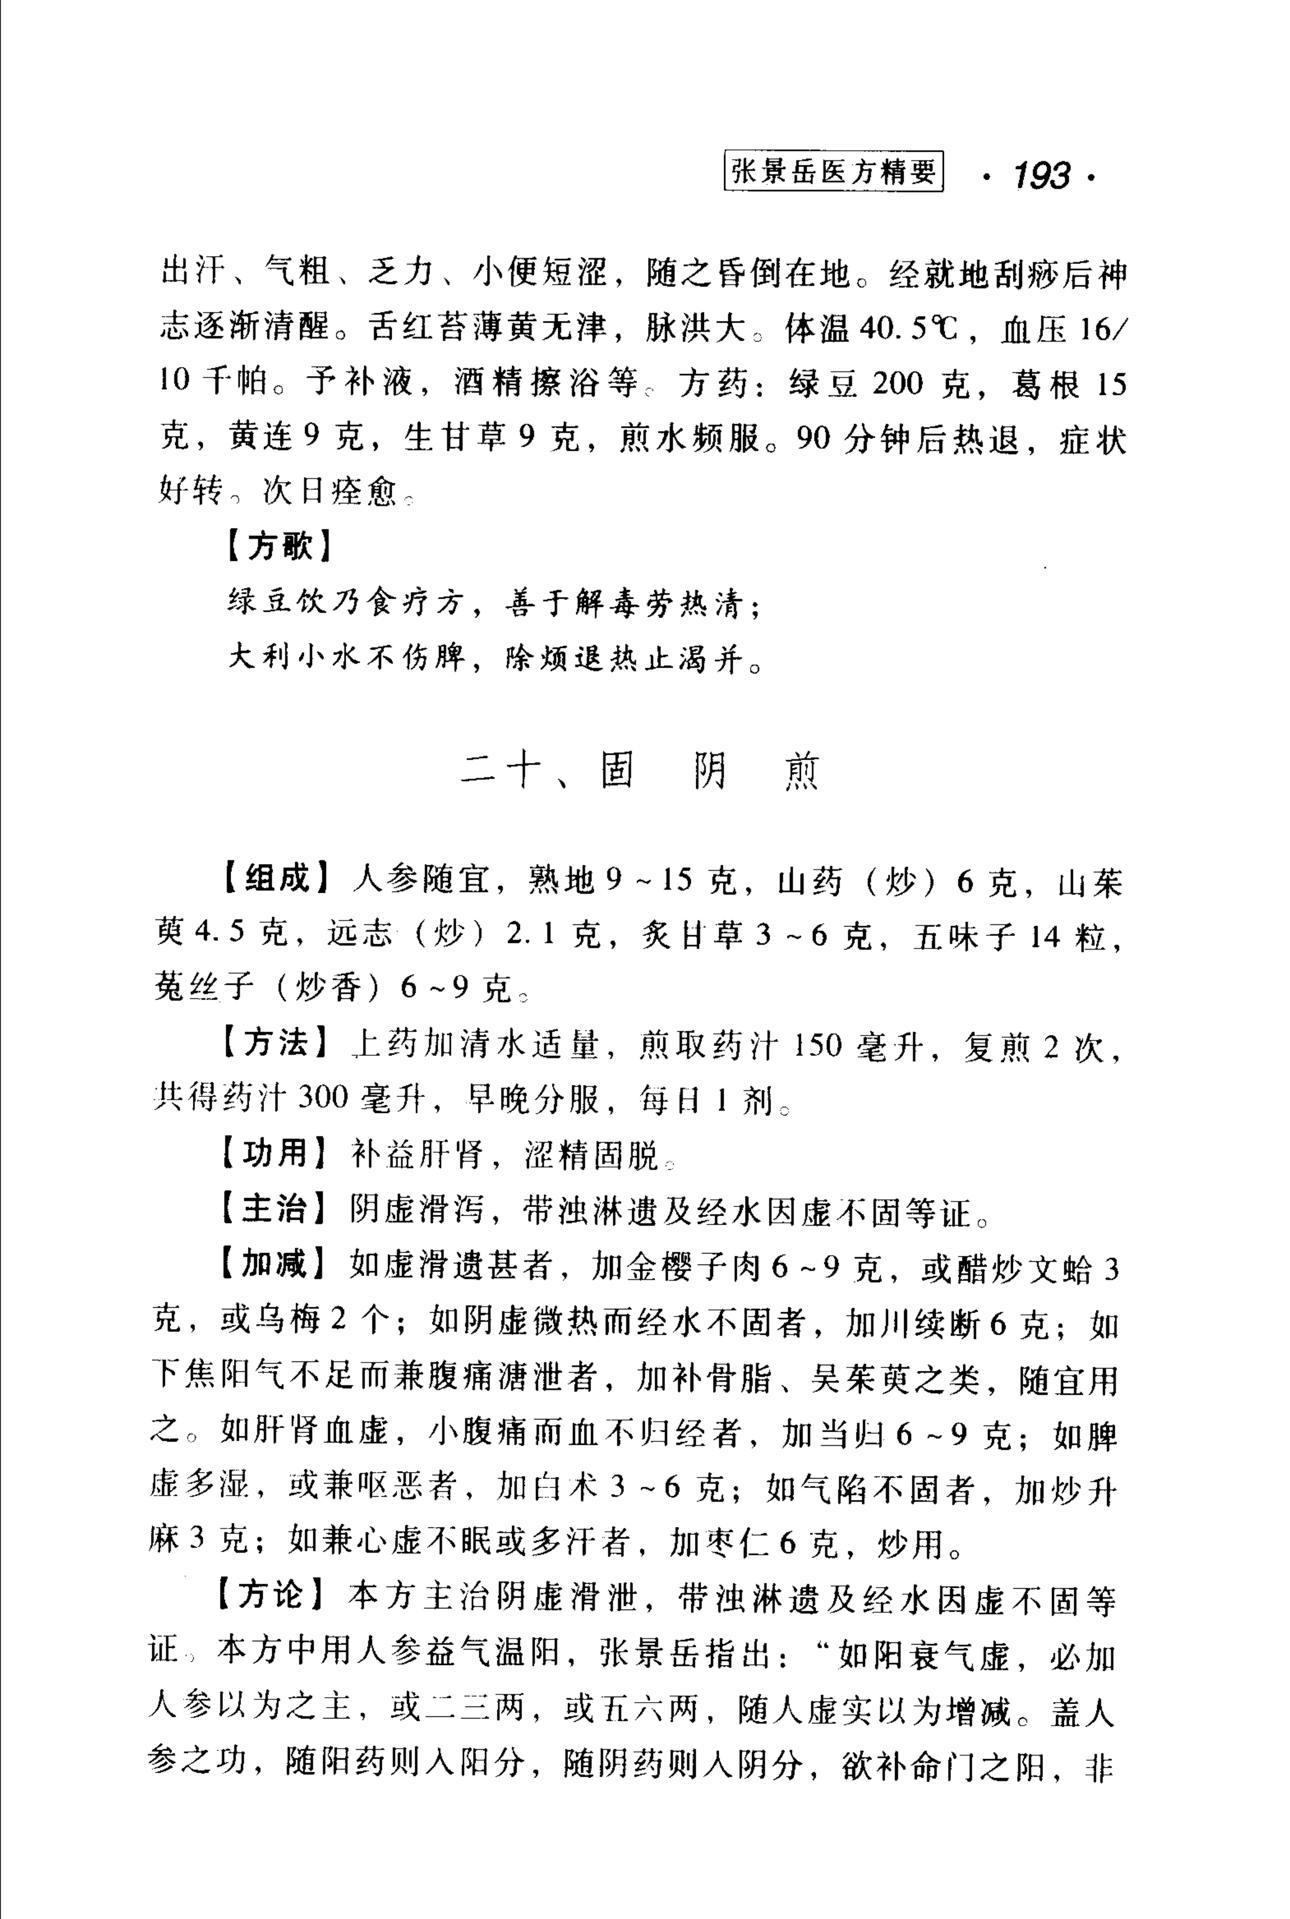 张景岳医方精要 · 193 ·
出汗、气粗、乏力、小便短涩，随之昏倒在地。经就地刮痧后神
志逐渐清醒。舌红苔薄黄无津，脉洪大。体温 40.5℃，血压 16/
10 千帕。予补液，酒精擦浴等。方药：绿豆 200 克，葛根 15
克，黄连 9 克，生甘草 9 克，煎水频服。90 分钟后热退，症状
好转。次日痊愈。
【方歌】
绿豆饮乃食疗方，善于解毒劳热清；
大利小水不伤脾，除烦退热止渴并。
二十、固 阴 煎
【组成】人参随宜，熟地 9～15 克，山药（炒）6 克，山茱
萸 4.5 克，远志（炒）2.1 克，炙甘草 3～6 克，五味子 14 粒，
菟丝子（炒香）6～9 克。
【方法】上药加清水适量，煎取药汁 150 毫升，复煎 2 次，
共得药汁 300 毫升，早晚分服，每日 1 剂。
【功用】补益肝肾，涩精固脱。
【主治】阴虚滑泻，带浊淋遗及经水因虚不固等证。
【加减】如虚滑遗甚者，加金樱子肉 6～9 克，或醋炒文蛤 3
克，或乌梅 2 个；如阴虚微热而经水不固者，加川续断 6 克；如
下焦阳气不足而兼腹痛溏泄者，加补骨脂、吴茱萸之类，随宜用
之。如肝肾血虚，小腹痛而血不归经者，加当归 6～9 克；如脾
虚多湿，或兼呕恶者，加白术 3～6 克；如气陷不固者，加炒升
麻 3 克；如兼心虚不眠或多汗者，加枣仁 6 克，炒用。
【方论】本方主治阴虚滑泄，带浊淋遗及经水因虚不固等
证。本方中用人参益气温阳，张景岳指出：“如阳衰气虚，必加
人参以为之主，或二三两，或五六两，随人虚实以为增减。盖人
参之功，随阳药则入阳分，随阴药则入阴分，欲补命门之阳，非